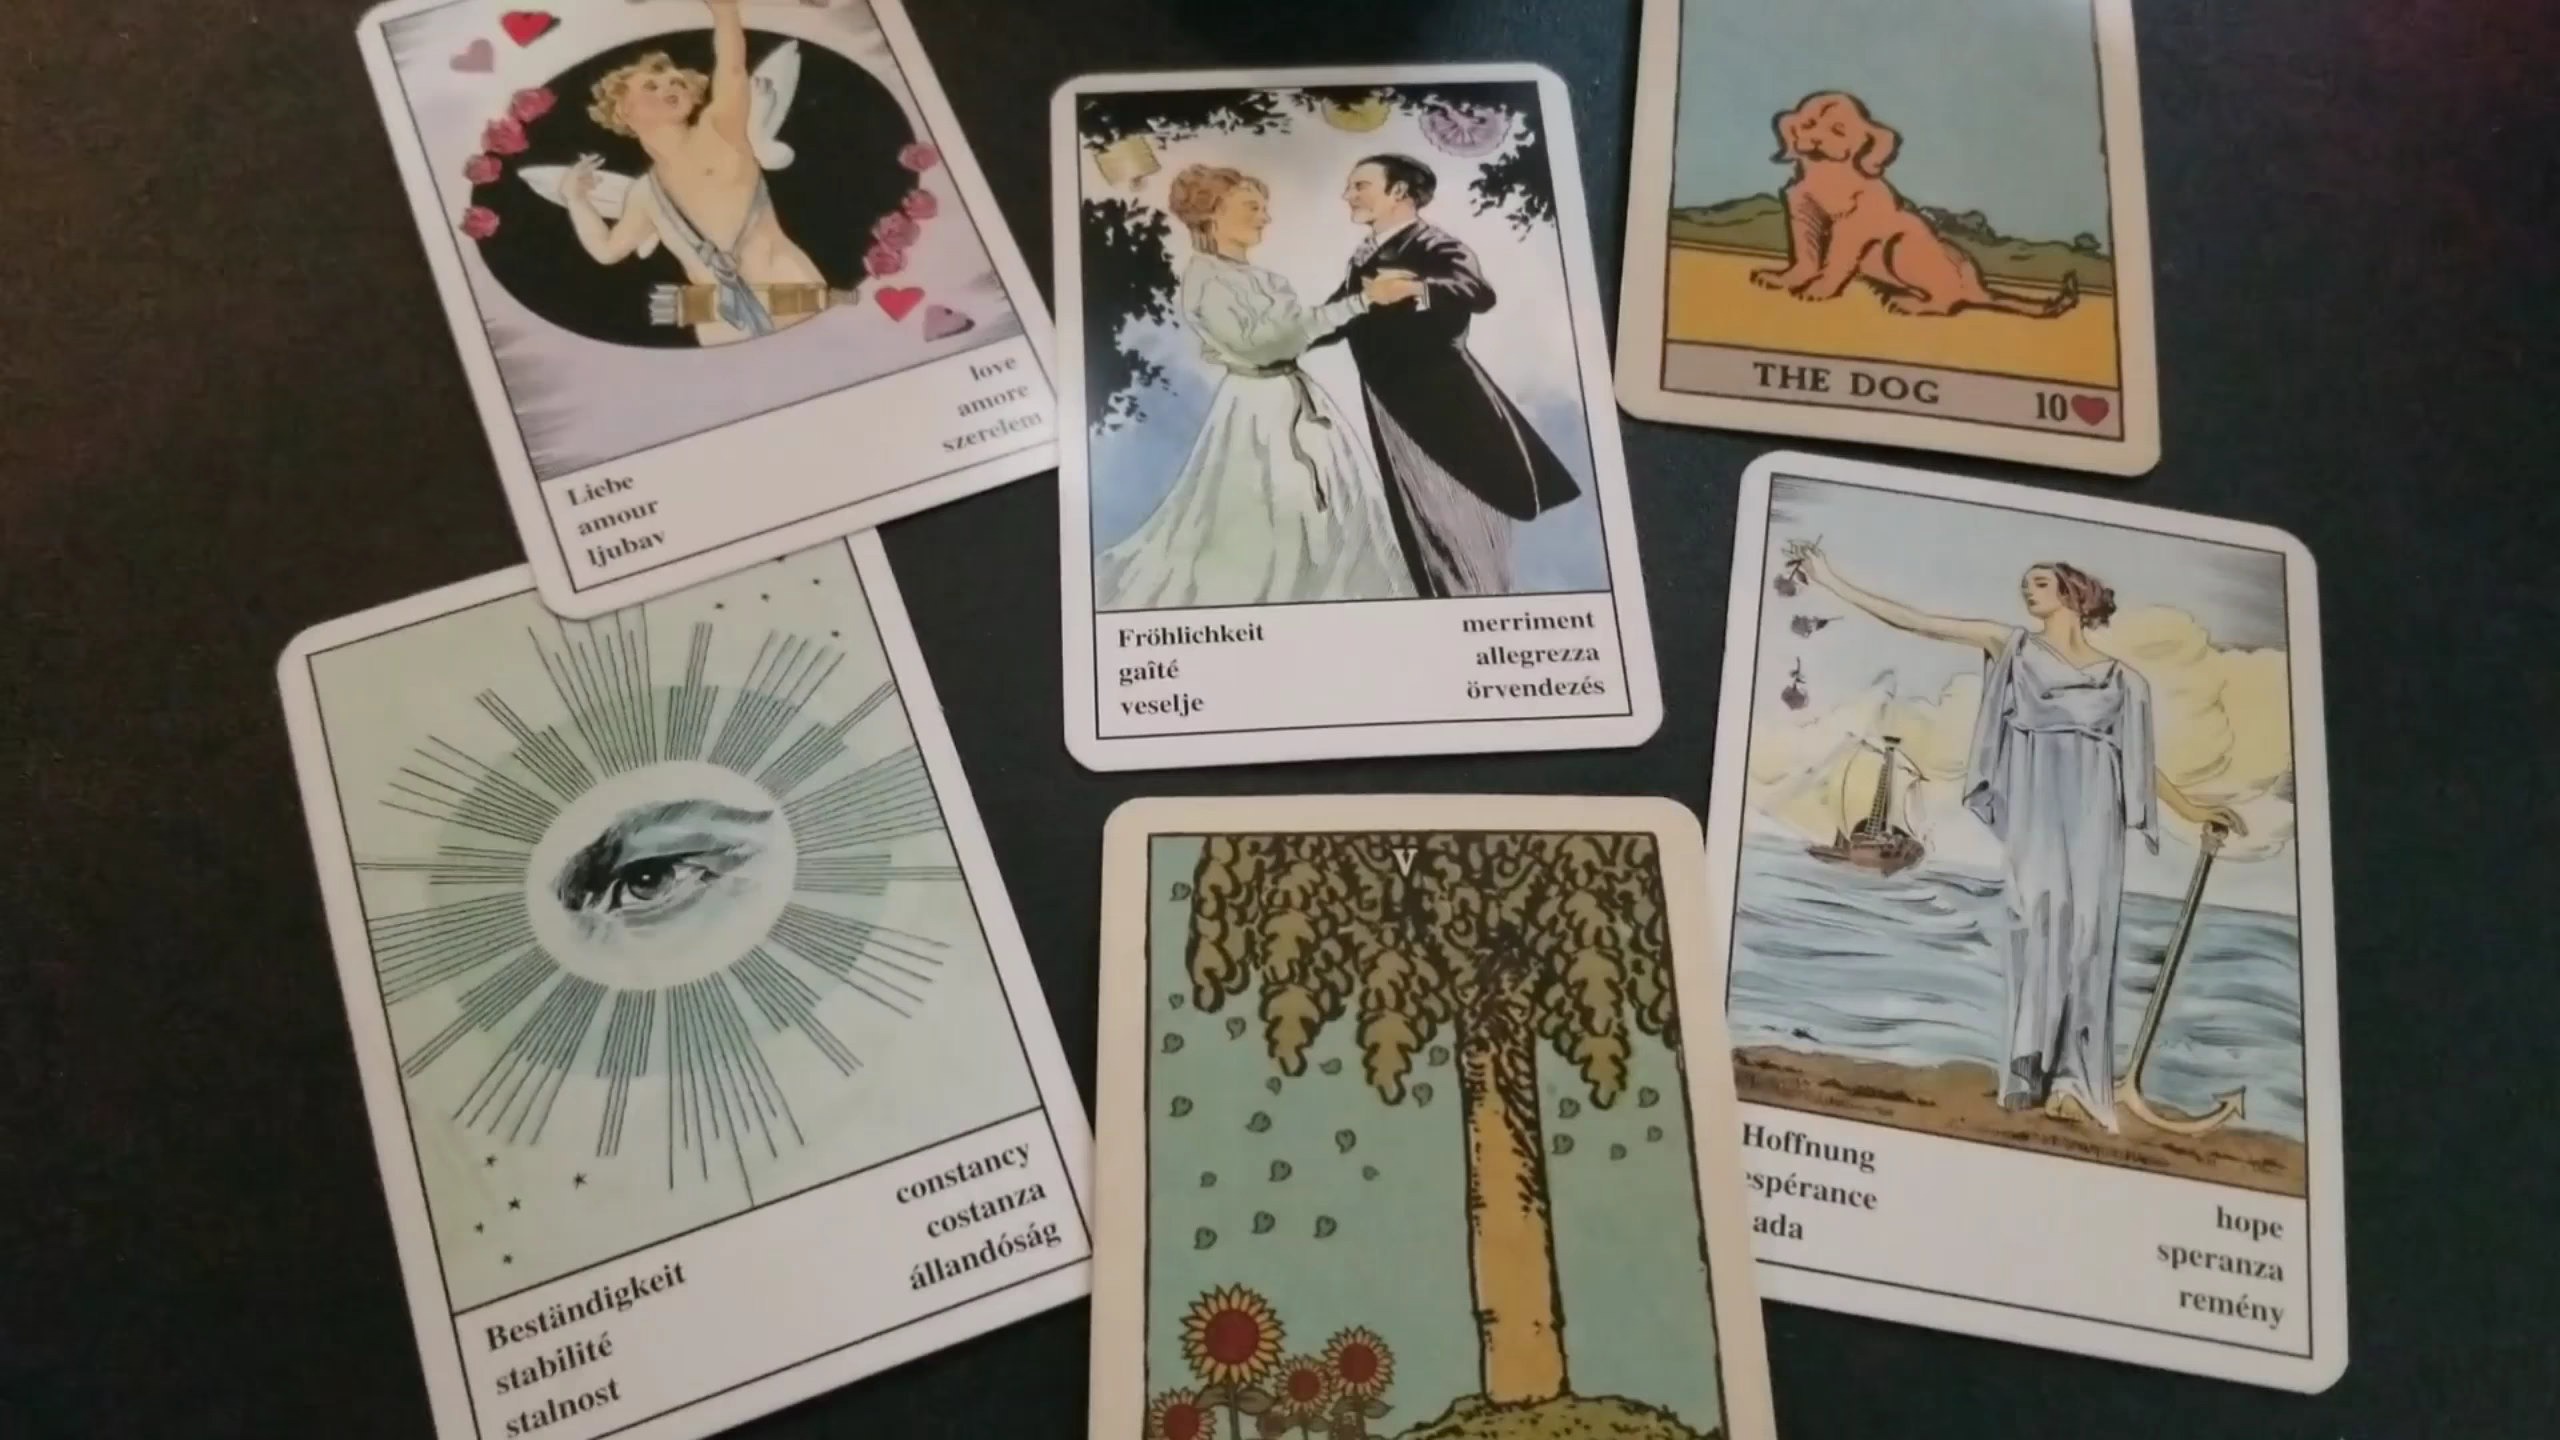 Liebe
amour
ljubav
love
amore
szerelem
Fröhlichkeit
gaîté
veselje
merriment
allegrezza
örvendezés
THE DOG
10
Beständigkeit
stabilité
stalnost
constancy
costanza
állandóság
V
Hoffnung
espérance
ada
hope
speranza
remény